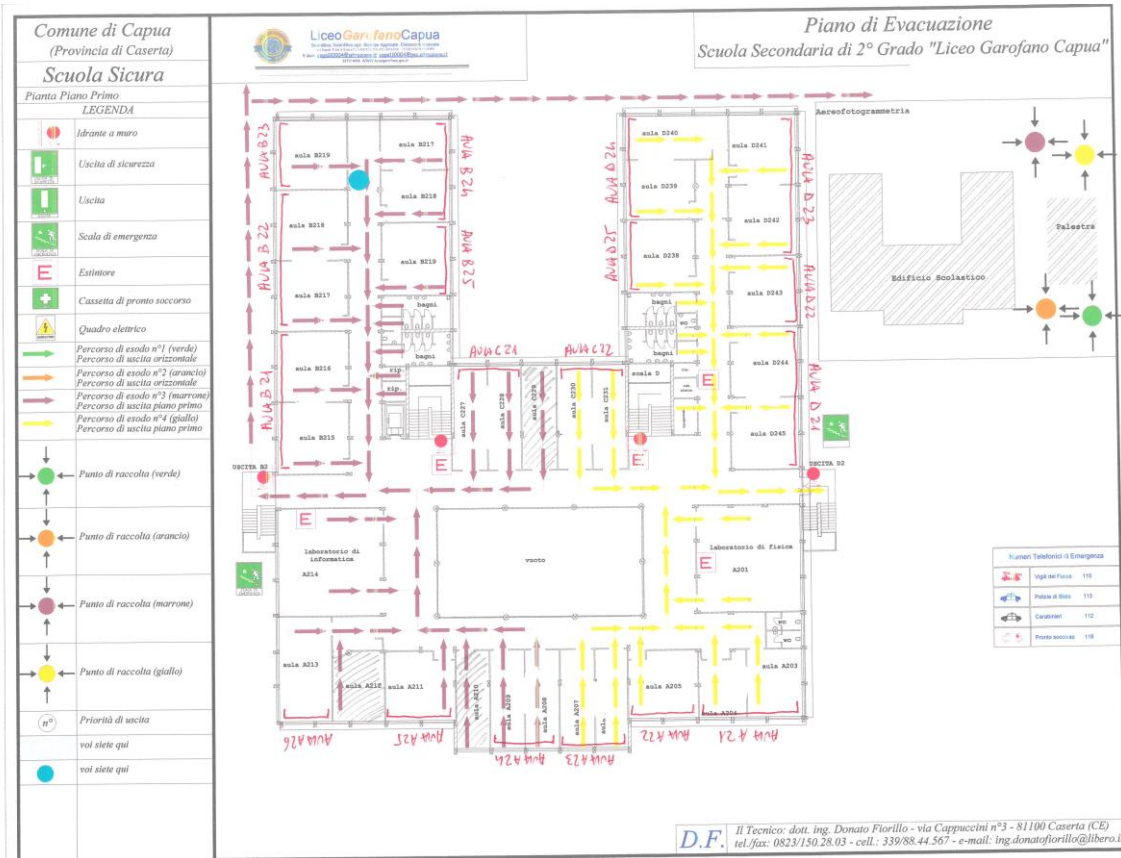 Comune di Capua
(Provincia di Caserta)
Scuola Sicura
Pianta Piano Primo
LEGENDA
Idrante a muro
Uscita di sicurezza
Uscita
Scala di emergenza
E
Estintore
Cassetta di pronto soccorso
Quadro elettrico
Percorso di esodo n°1 (verde)
Percorso di uscita orizzontale
Percorso di esodo n°2 (arancio)
Percorso di uscita orizzontale
Percorso di esodo n°3 (marrone)
Percorso di uscita piano primo
Percorso di esodo n°4 (giallo)
Percorso di uscita piano primo
Punto di raccolta (verde)
Punto di raccolta (arancio)
Punto di raccolta (marrone)
Punto di raccolta (giallo)
n°
Priorità di uscita
voi siete qui
voi siete qui
LiceoGarofanoCapua
Piano di Evacuazione
Scuola Secondaria di 2° Grado "Liceo Garofano Capua"
AULA B23
aula B219
aula B217
AULA B24
aula B218
AULA B22
aula B218
aula B219
AULA B25
aula B217
bagni
bagni
AULA B21
aula B216
rip.
rip.
aula B215
USCITA B2
AULA C21
AULA C22
aula C227
aula C228
aula C229
aula C230
aula C231
E
E
aula D240
aula D241
AULA D24
aula D239
AULA D23
aula D242
AULA D25
aula D238
aula D243
AULA D22
bagni
WC
bagni
scala D
aula D244
E
AULA D21
aula D245
USCITA D2
E
laboratorio di
informatica
A214
vuoto
laboratorio di fisica
A201
E
WC
WC
aula A213
aula A212
aula A211
aula A210
aula A209
aula A208
aula A207
aula A205
aula A204
aula A203
AULA A26
AULA A25
AULA A24
AULA A23
AULA A22
AULA A21
Aereofotogrammetria
Palestra
Edificio Scolastico
Numeri Telefonici di Emergenza
Vigili del Fuoco 115
Polizia di Stato 113
Carabinieri 112
Pronto soccorso 118
D.F.
Il Tecnico: dott. ing. Donato Fiorillo - via Cappuccini n°3 - 81100 Caserta (CE)
tel./fax: 0823/150.28.03 - cell.: 339/88.44.567 - e-mail: ing.donatofiorillo@libero.i